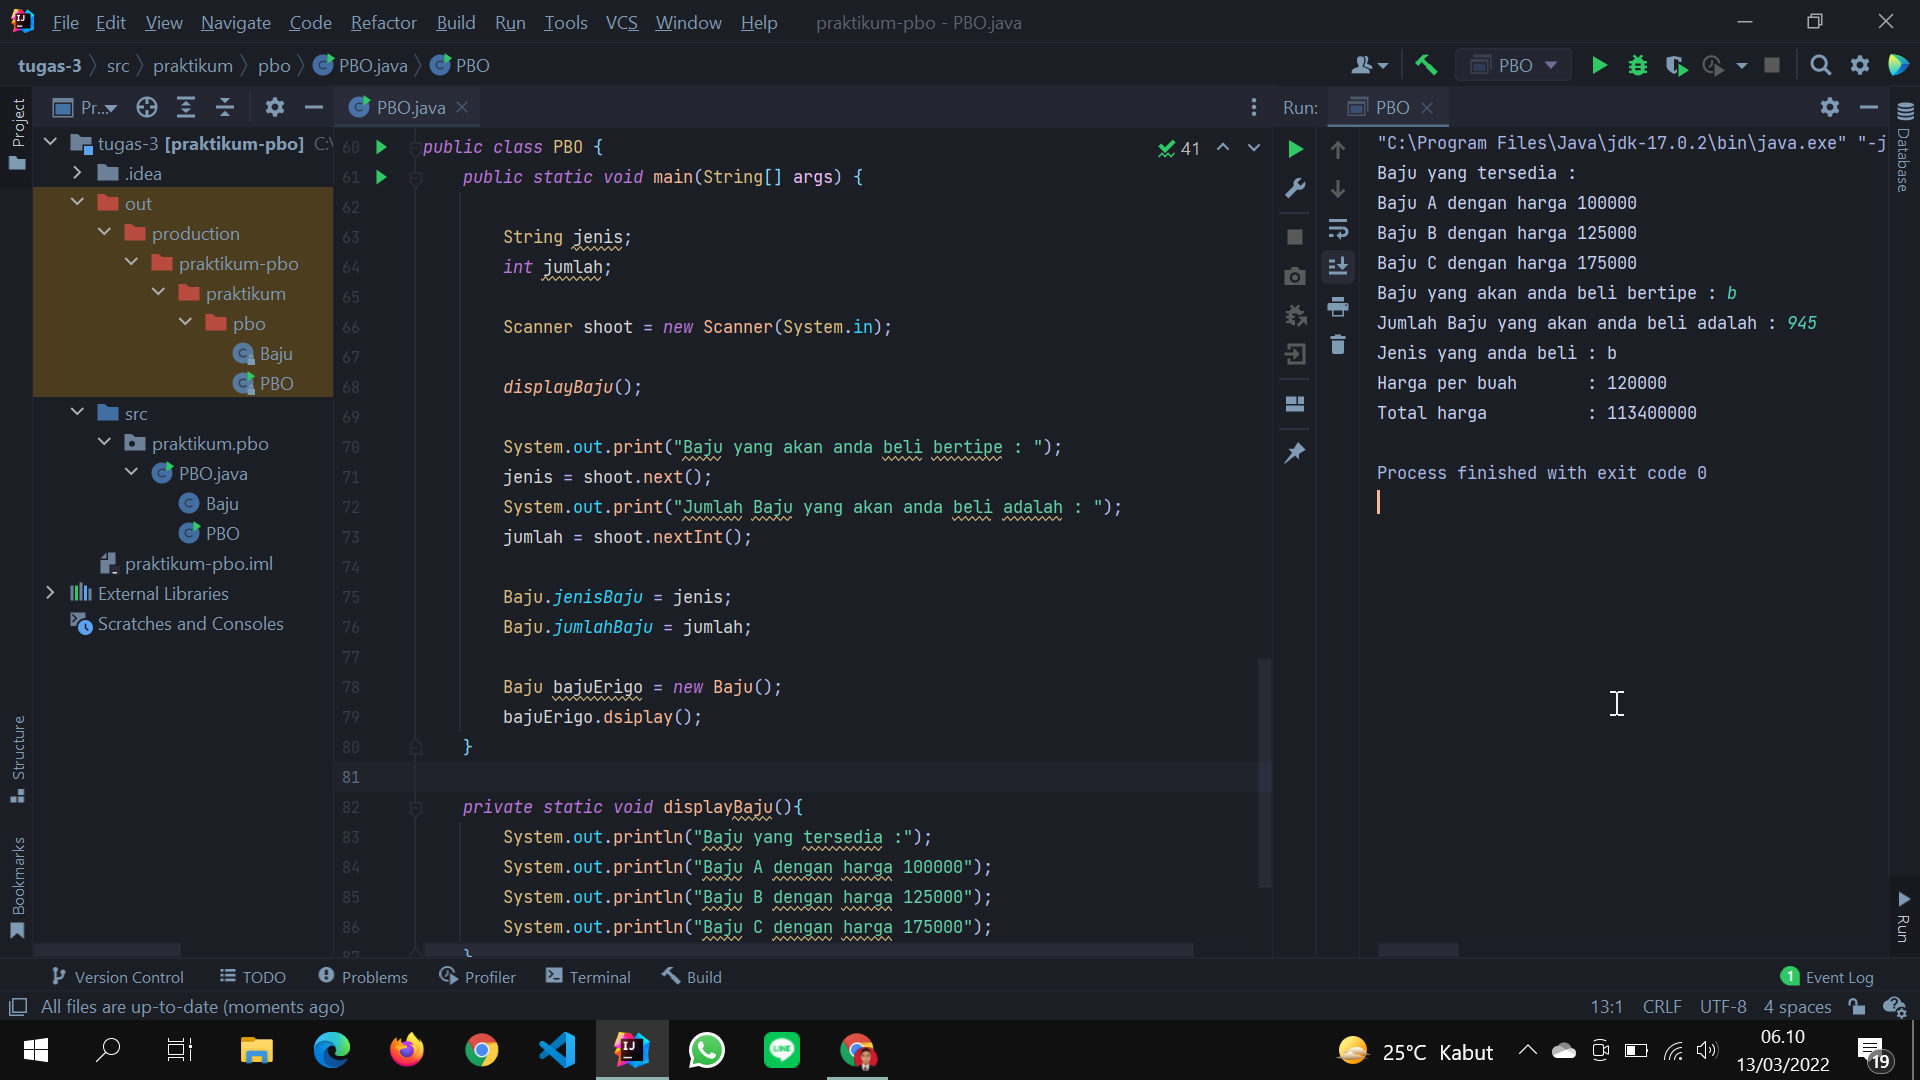 File Edit View Navigate Code Refactor Build Run Tools VCS Window Help praktikum-pbo - PBO.java
tugas-3 src praktikum pbo PBO.java PBO
PBO
Project
Pr...
PBO.java
Run: PBO
Database
tugas-3 [praktikum-pbo] C:\
.idea
out
production
praktikum-pbo
praktikum
pbo
Baju
PBO
src
praktikum.pbo
PBO.java
Baju
PBO
praktikum-pbo.iml
External Libraries
Scratches and Consoles
Structure
Bookmarks
41
60 public class PBO {
61 public static void main(String[] args) {
62
63 String jenis;
64 int jumlah;
65
66 Scanner shoot = new Scanner(System.in);
67
68 displayBaju();
69
70 System.out.print("Baju yang akan anda beli bertipe : ");
71 jenis = shoot.next();
72 System.out.print("Jumlah Baju yang akan anda beli adalah : ");
73 jumlah = shoot.nextInt();
74
75 Baju.jenisBaju = jenis;
76 Baju.jumlahBaju = jumlah;
77
78 Baju bajuErigo = new Baju();
79 bajuErigo.dsiplay();
80 }
81
82 private static void displayBaju(){
83 System.out.println("Baju yang tersedia :");
84 System.out.println("Baju A dengan harga 100000");
85 System.out.println("Baju B dengan harga 125000");
86 System.out.println("Baju C dengan harga 175000");
87 }
"C:\Program Files\Java\jdk-17.0.2\bin\java.exe" "-j
Baju yang tersedia :
Baju A dengan harga 100000
Baju B dengan harga 125000
Baju C dengan harga 175000
Baju yang akan anda beli bertipe : b
Jumlah Baju yang akan anda beli adalah : 945
Jenis yang anda beli : b
Harga per buah : 120000
Total harga : 113400000
Process finished with exit code 0
Run
Version Control TODO Problems Profiler Terminal Build 1 Event Log
All files are up-to-date (moments ago) 13:1 CRLF UTF-8 4 spaces
25°C Kabut
06.10
13/03/2022
19